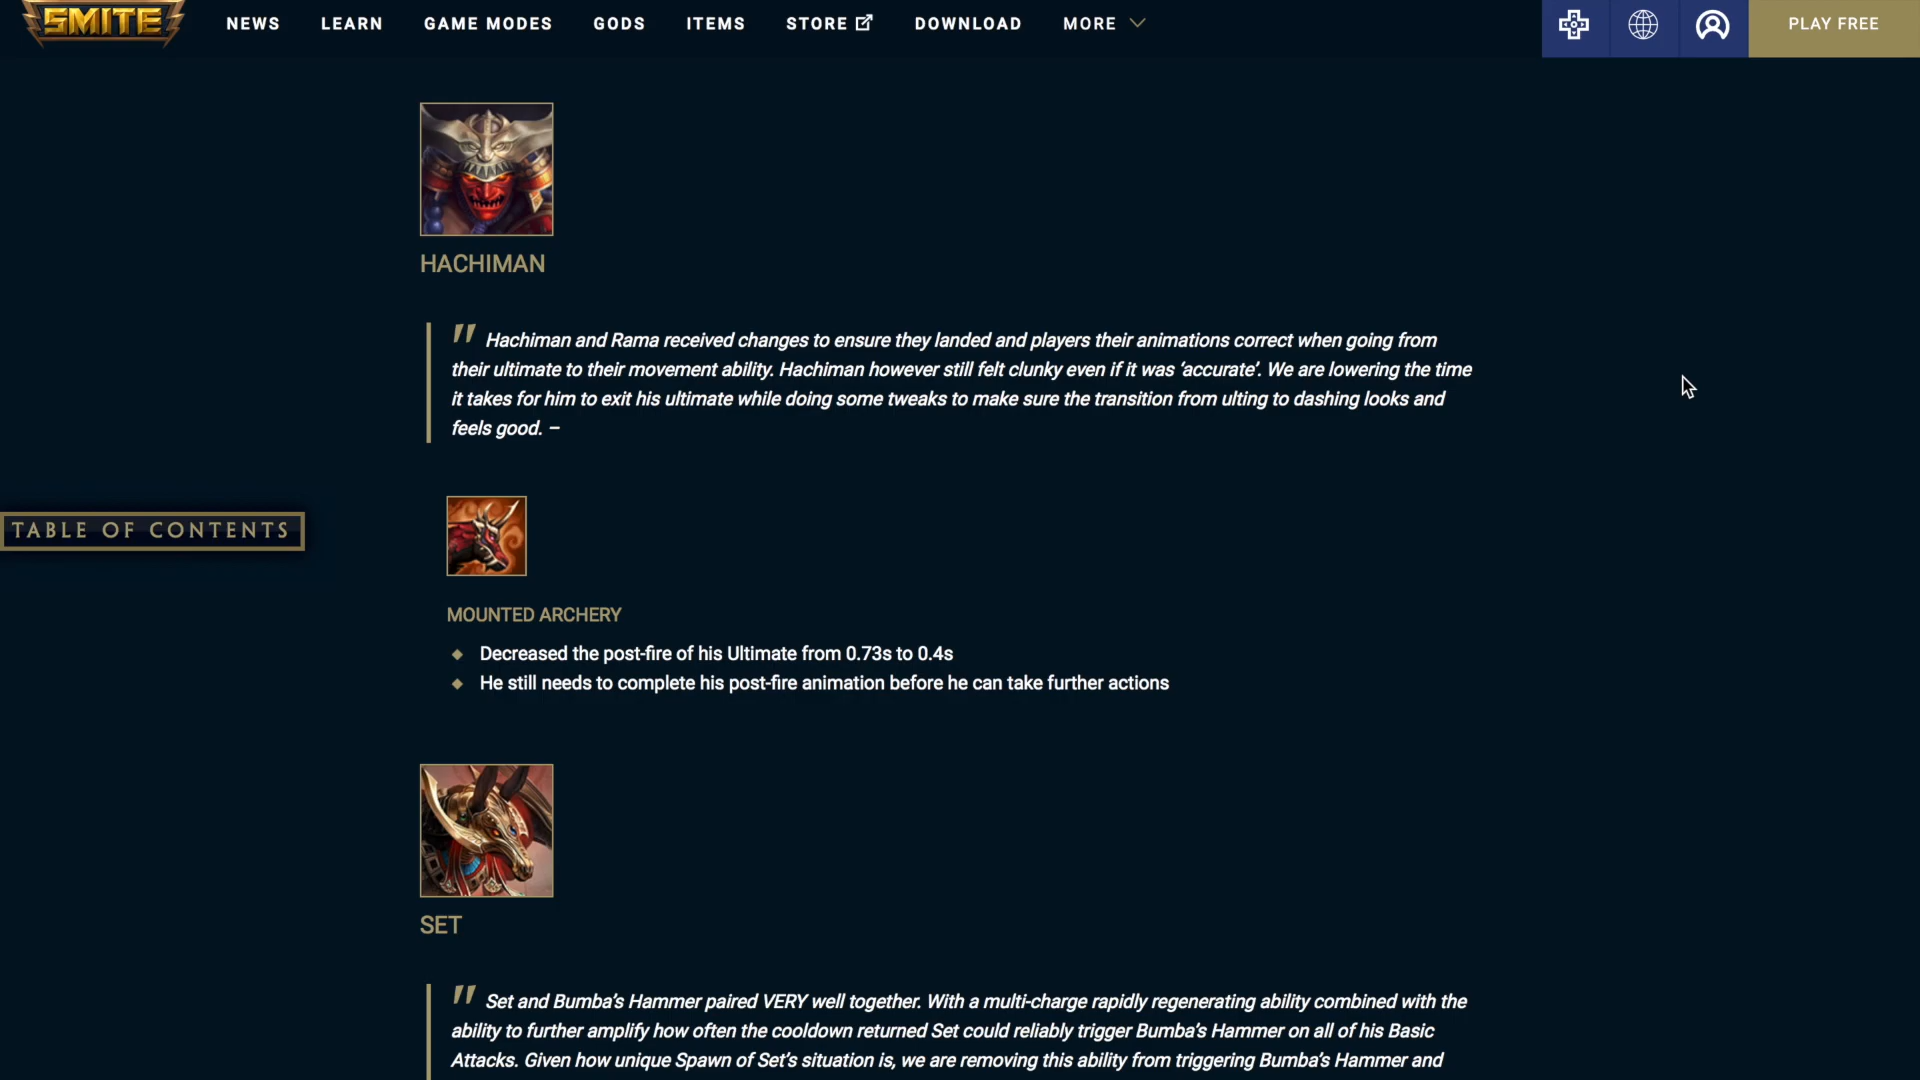 SMITE
NEWS LEARN GAME MODES GODS ITEMS STORE DOWNLOAD MORE PLAY FREE
HACHIMAN
" Hachiman and Rama received changes to ensure they landed and players their animations correct when going from
their ultimate to their movement ability. Hachiman however still felt clunky even if it was ‘accurate’. We are lowering the time
it takes for him to exit his ultimate while doing some tweaks to make sure the transition from ulting to dashing looks and
feels good. –
TABLE OF CONTENTS
MOUNTED ARCHERY
Decreased the post-fire of his Ultimate from 0.73s to 0.4s
He still needs to complete his post-fire animation before he can take further actions
SET
" Set and Bumba’s Hammer paired VERY well together. With a multi-charge rapidly regenerating ability combined with the
ability to further amplify how often the cooldown returned Set could reliably trigger Bumba’s Hammer on all of his Basic
Attacks. Given how unique Spawn of Set’s situation is, we are removing this ability from triggering Bumba’s Hammer and